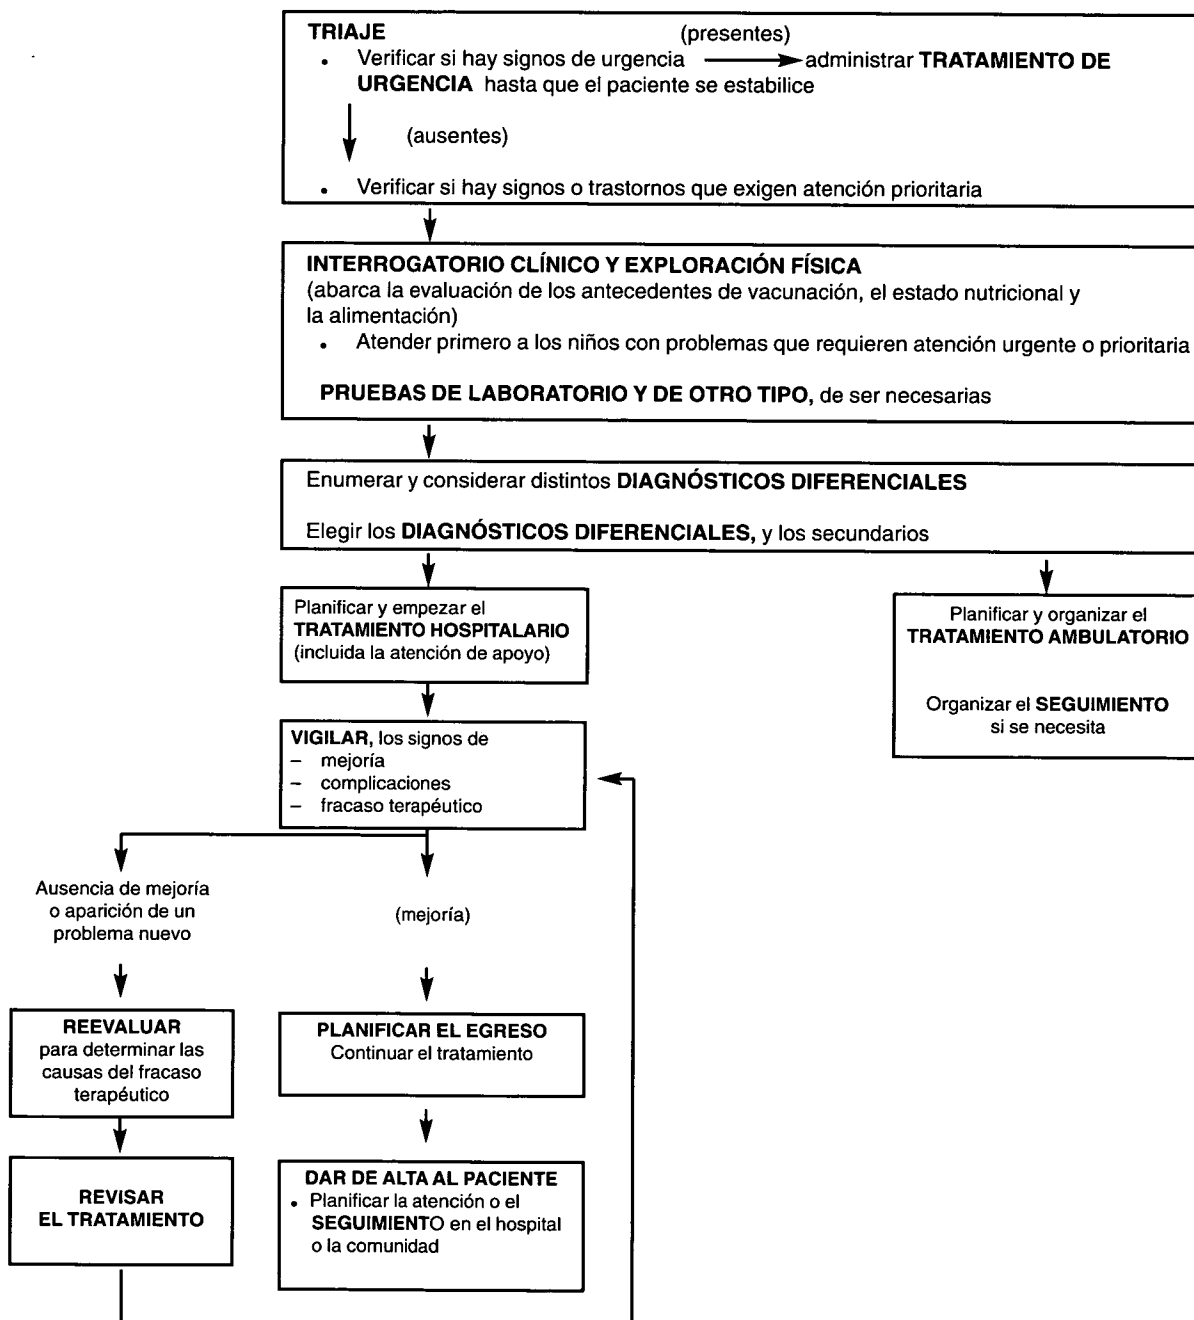 TRIAJE
(presentes)
• Verificar si hay signos de urgencia administrar TRATAMIENTO DE
URGENCIA hasta que el paciente se estabilice
(ausentes)
• Verificar si hay signos o trastornos que exigen atención prioritaria
INTERROGATORIO CLÍNICO Y EXPLORACIÓN FÍSICA
(abarca la evaluación de los antecedentes de vacunación, el estado nutricional y
la alimentación)
• Atender primero a los niños con problemas que requieren atención urgente o prioritaria
PRUEBAS DE LABORATORIO Y DE OTRO TIPO, de ser necesarias
Enumerar y considerar distintos DIAGNÓSTICOS DIFERENCIALES
Elegir los DIAGNÓSTICOS DIFERENCIALES, y los secundarios
Planificar y empezar el
TRATAMIENTO HOSPITALARIO
(incluida la atención de apoyo)
Planificar y organizar el
TRATAMIENTO AMBULATORIO
Organizar el SEGUIMIENTO
si se necesita
VIGILAR, los signos de
– mejoría
– complicaciones
– fracaso terapéutico
Ausencia de mejoría
o aparición de un
problema nuevo
(mejoría)
REEVALUAR
para determinar las
causas del fracaso
terapéutico
PLANIFICAR EL EGRESO
Continuar el tratamiento
REVISAR
EL TRATAMIENTO
DAR DE ALTA AL PACIENTE
• Planificar la atención o el
SEGUIMIENTO en el hospital
o la comunidad